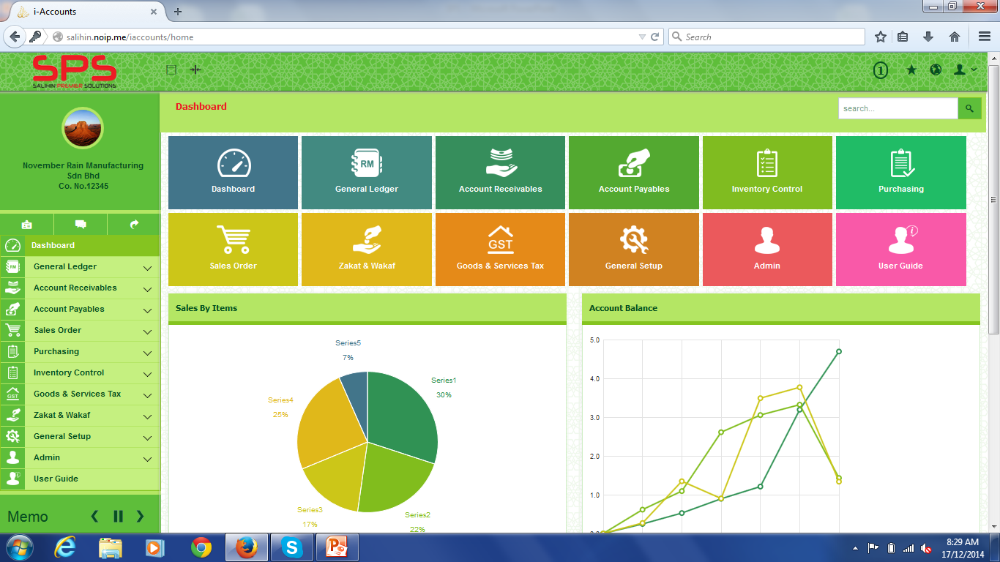 i-Accounts
salihin.noip.me/iaccounts/home
Search
SPS
SALIHIN PREMIER SOLUTIONS
1
Dashboard
search...
November Rain Manufacturing
Sdn Bhd
Co. No.12345
Dashboard
RM
General Ledger
Account Receivables
Account Payables
Inventory Control
Purchasing
Sales Order
Zakat & Wakaf
GST
Goods & Services Tax
General Setup
Admin
i
User Guide
Dashboard
RM
General Ledger
Account Receivables
Account Payables
Sales Order
Purchasing
Inventory Control
GST
Goods & Services Tax
Zakat & Wakaf
General Setup
Admin
User Guide
Memo
Sales By Items
Series5
7%
Series1
30%
Series4
25%
Series3
17%
Series2
22%
Account Balance
5.0
4.0
3.0
2.0
1.0
0.0
8:29 AM
17/12/2014